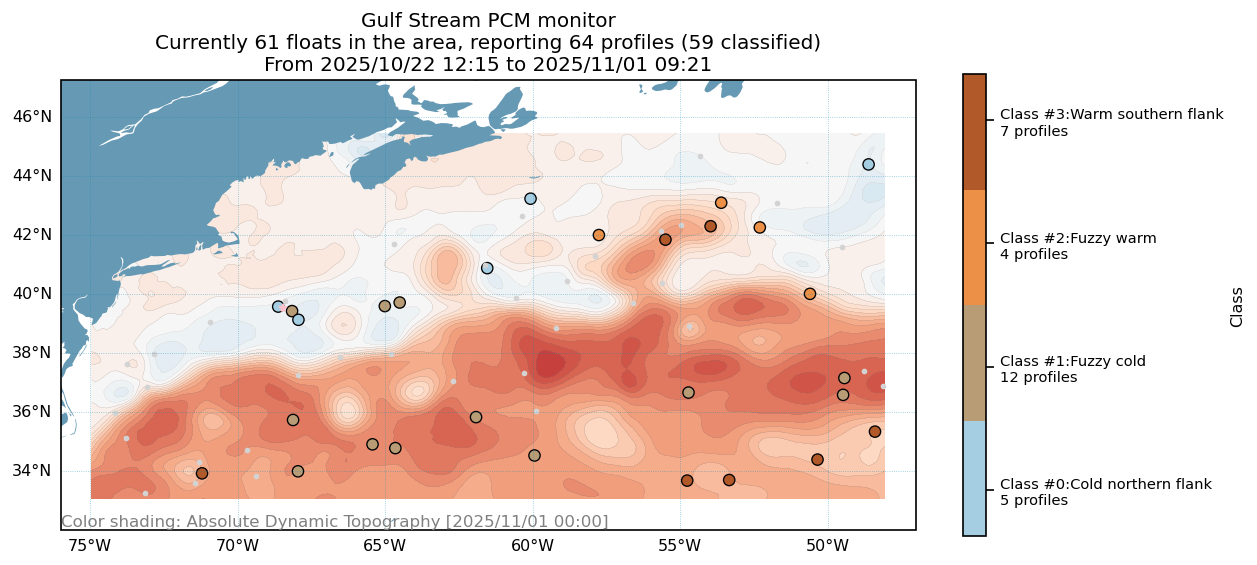 Gulf Stream PCM monitor
Currently 61 floats in the area, reporting 64 profiles (59 classified)
From 2025/10/22 12:15 to 2025/11/01 09:21
46°N
44°N
42°N
40°N
38°N
36°N
34°N
Color shading: Absolute Dynamic Topography [2025/11/01 00:00]
75°W
70°W
65°W
60°W
55°W
50°W
Class #3:Warm southern flank
7 profiles
Class #2:Fuzzy warm
4 profiles
Class #1:Fuzzy cold
12 profiles
Class #0:Cold northern flank
5 profiles
Class